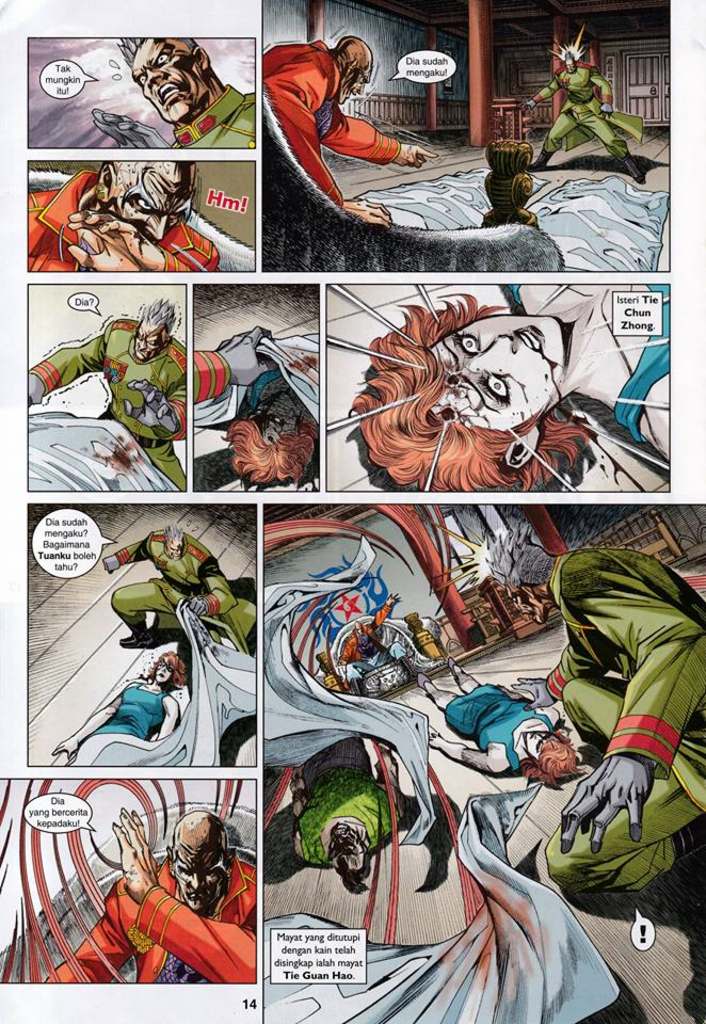 Tak
mungkin
itu!
Dia sudah
mengaku!
Hm!
Dia?
Isteri Tie
Chun
Zhong.
Dia sudah
mengaku?
Bagaimana
Tuanku boleh
tahu?
Dia
yang bercerita
kepadaku!
!
Mayat yang ditutupi
dengan kain telah
disingkap ialah mayat
Tie Guan Hao.
14